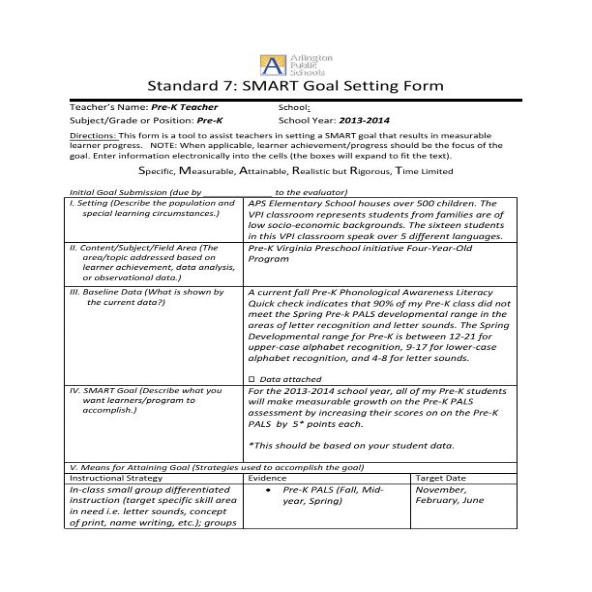 Arlington
Public
Schools
Standard 7: SMART Goal Setting Form
Teacher's Name: Pre-K Teacher School:
Subject/Grade or Position: Pre-K School Year: 2013-2014
Directions: This form is a tool to assist teachers in setting a SMART goal that results in measurable
learner progress. NOTE: When applicable, learner achievement/progress should be the focus of the
goal. Enter information electronically into the cells (the boxes will expand to fit the text).
Specific, Measurable, Attainable, Realistic but Rigorous, Time Limited
Initial Goal Submission (due by ______________ to the evaluator)
I. Setting (Describe the population and
special learning circumstances.)
APS Elementary School houses over 500 children. The
VPI classroom represents students from families are of
low socio-economic backgrounds. The sixteen students
in this VPI classroom speak over 5 different languages.
II. Content/Subject/Field Area (The
area/topic addressed based on
learner achievement, data analysis,
or observational data.)
Pre-K Virginia Preschool initiative Four-Year-Old
Program
III. Baseline Data (What is shown by
the current data?)
A current fall Pre-K Phonological Awareness Literacy
Quick check indicates that 90% of my Pre-K class did not
meet the Spring Pre-k PALS developmental range in the
areas of letter recognition and letter sounds. The Spring
Developmental range for Pre-K is between 12-21 for
upper-case alphabet recognition, 9-17 for lower-case
alphabet recognition, and 4-8 for letter sounds.
☐ Data attached
IV. SMART Goal (Describe what you
want learners/program to
accomplish.)
For the 2013-2014 school year, all of my Pre-K students
will make measurable growth on the Pre-K PALS
assessment by increasing their scores on on the Pre-K
PALS by 5* points each.
*This should be based on your student data.
V. Means for Attaining Goal (Strategies used to accomplish the goal)
Instructional Strategy Evidence Target Date
In-class small group differentiated
instruction (target specific skill area
in need i.e. letter sounds, concept
of print, name writing, etc.); groups
• Pre-K PALS (Fall, Mid-
year, Spring)
November,
February, June